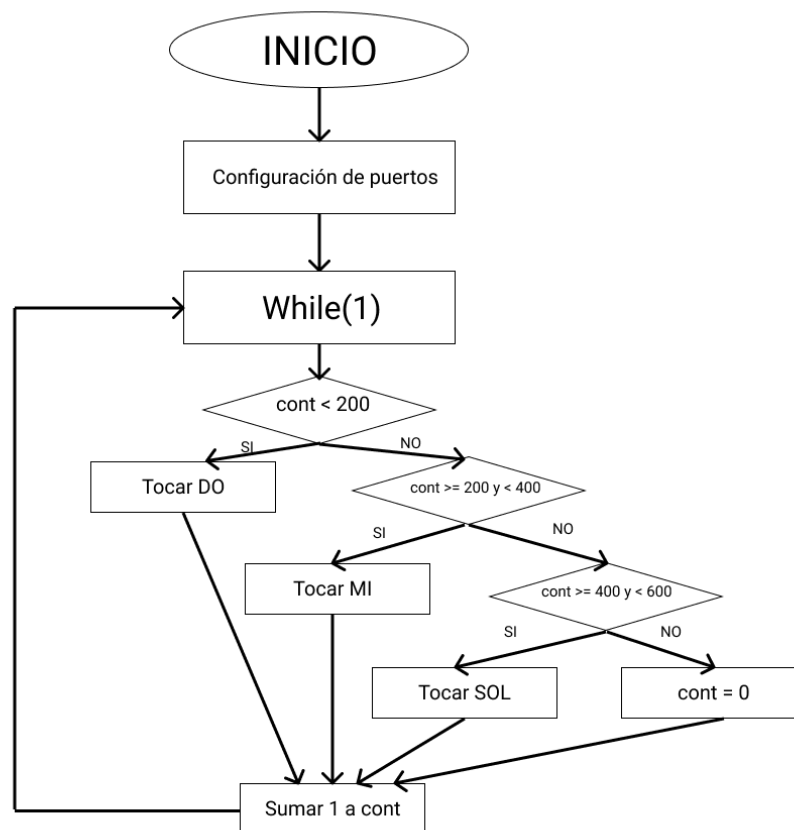 INICIO
Configuración de puertos
While(1)
cont < 200
SI
NO
Tocar DO
cont >= 200 y < 400
SI
NO
Tocar MI
cont >= 400 y < 600
SI
NO
Tocar SOL
cont = 0
Sumar 1 a cont